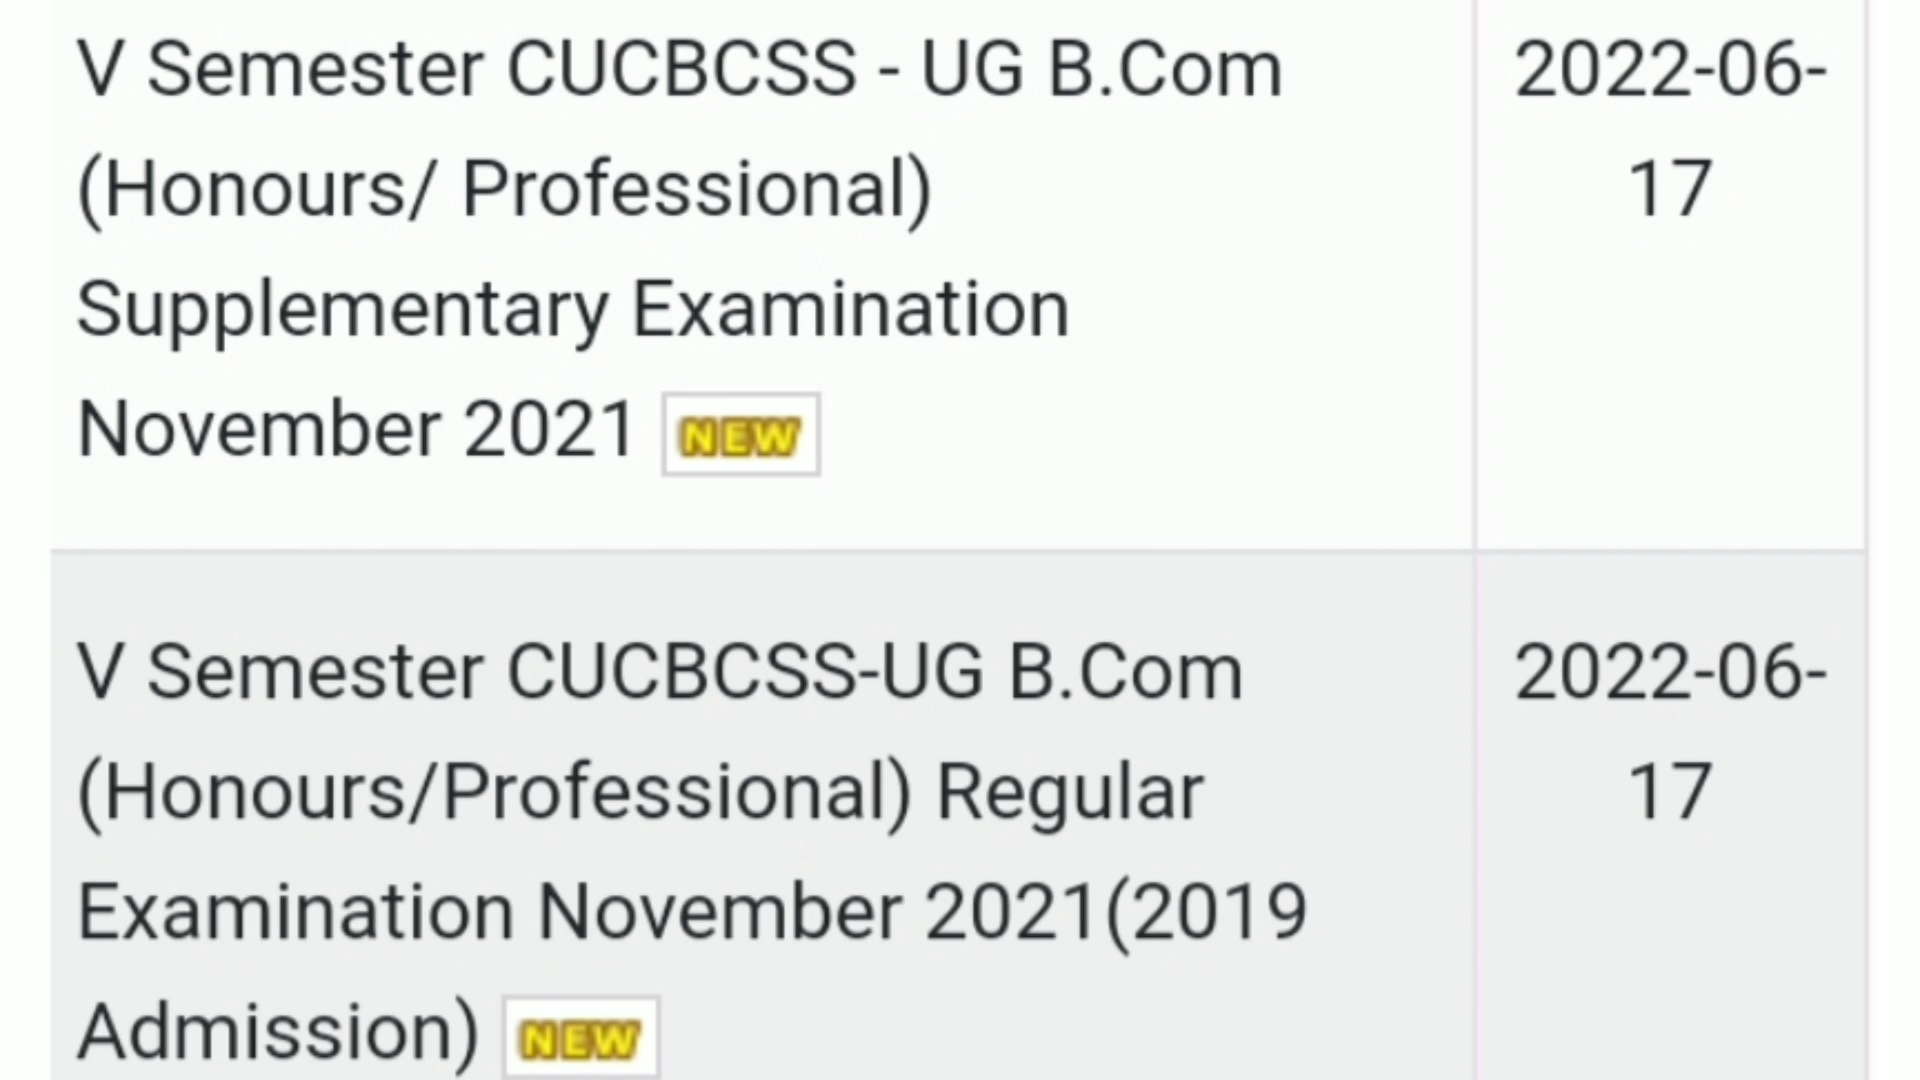 V Semester CUCBCSS - UG B.Com
(Honours/ Professional)
Supplementary Examination
November 2021 NEW
2022-06-
17
V Semester CUCBCSS-UG B.Com
(Honours/Professional) Regular
Examination November 2021(2019
Admission) NEW
2022-06-
17